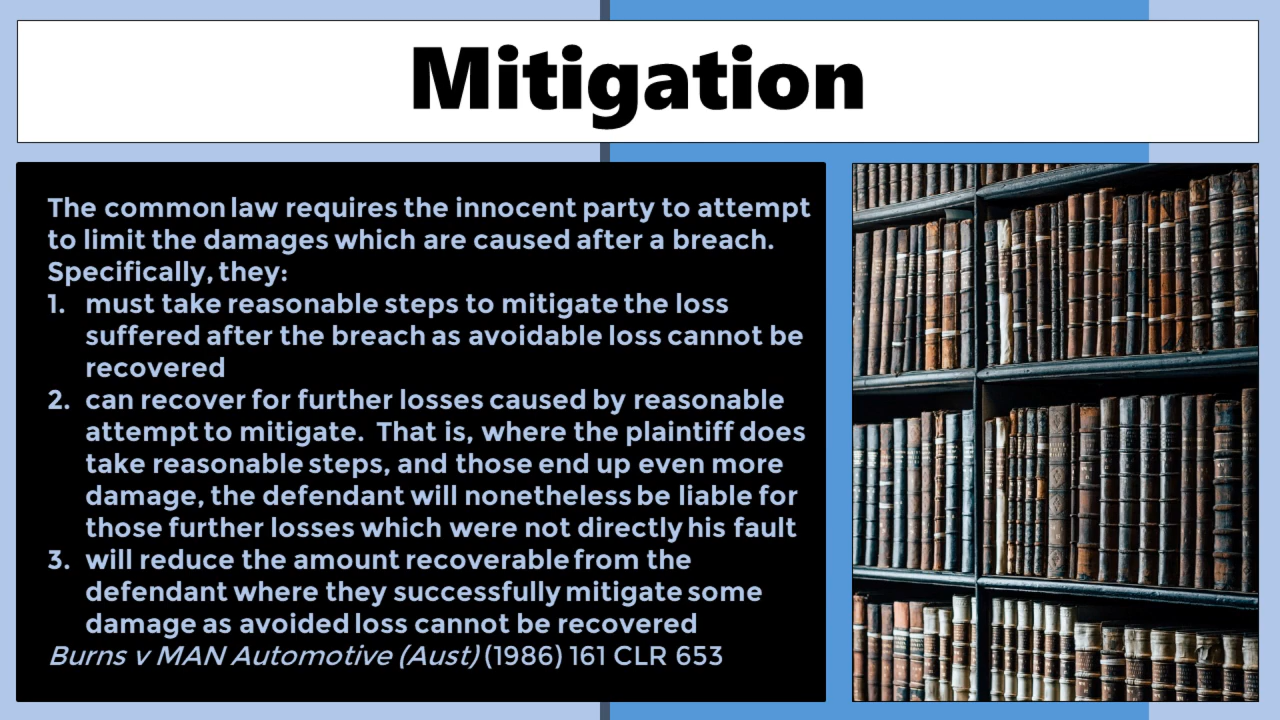 Mitigation
The common law requires the innocent party to attempt
to limit the damages which are caused after a breach.
Specifically, they:
1. must take reasonable steps to mitigate the loss
suffered after the breach as avoidable loss cannot be
recovered
2. can recover for further losses caused by reasonable
attempt to mitigate. That is, where the plaintiff does
take reasonable steps, and those end up even more
damage, the defendant will nonetheless be liable for
those further losses which were not directly his fault
3. will reduce the amount recoverable from the
defendant where they successfully mitigate some
damage as avoided loss cannot be recovered
Burns v MAN Automotive (Aust) (1986) 161 CLR 653